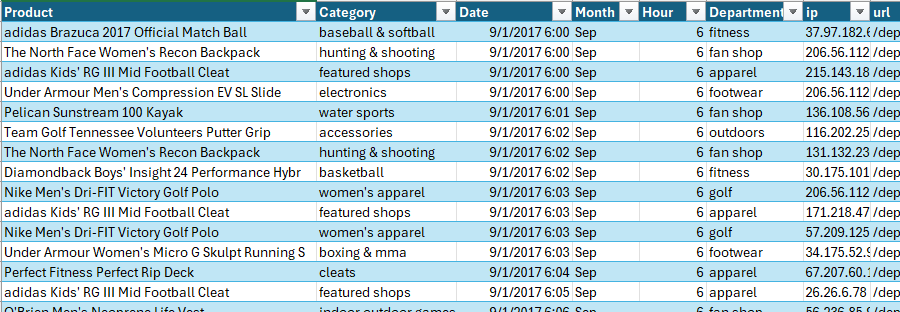 Product Category Date Month Hour Department ip url
adidas Brazuca 2017 Official Match Ball baseball & softball 9/1/2017 6:00 Sep 6 fitness 37.97.182.6 /dep
The North Face Women's Recon Backpack hunting & shooting 9/1/2017 6:00 Sep 6 fan shop 206.56.112 /dep
adidas Kids' RG III Mid Football Cleat featured shops 9/1/2017 6:00 Sep 6 apparel 215.143.18 /dep
Under Armour Men's Compression EV SL Slide electronics 9/1/2017 6:00 Sep 6 footwear 206.56.112 /dep
Pelican Sunstream 100 Kayak water sports 9/1/2017 6:01 Sep 6 fan shop 136.108.56 /dep
Team Golf Tennessee Volunteers Putter Grip accessories 9/1/2017 6:02 Sep 6 outdoors 116.202.25 /dep
The North Face Women's Recon Backpack hunting & shooting 9/1/2017 6:02 Sep 6 fan shop 131.132.23 /dep
Diamondback Boys' Insight 24 Performance Hybr basketball 9/1/2017 6:02 Sep 6 fitness 30.175.101 /dep
Nike Men's Dri-FIT Victory Golf Polo women's apparel 9/1/2017 6:03 Sep 6 golf 206.56.112 /dep
adidas Kids' RG III Mid Football Cleat featured shops 9/1/2017 6:03 Sep 6 apparel 171.218.47 /dep
Nike Men's Dri-FIT Victory Golf Polo women's apparel 9/1/2017 6:03 Sep 6 golf 57.209.125 /dep
Under Armour Women's Micro G Skulpt Running S boxing & mma 9/1/2017 6:03 Sep 6 footwear 34.175.52.9 /dep
Perfect Fitness Perfect Rip Deck cleats 9/1/2017 6:04 Sep 6 apparel 67.207.60. /dep
adidas Kids' RG III Mid Football Cleat featured shops 9/1/2017 6:05 Sep 6 apparel 26.26.6.78 /dep
O'Brien Men's Neoprene Life Vest indoor/outdoor games 9/1/2017 6:06 Sep 6 fan shop